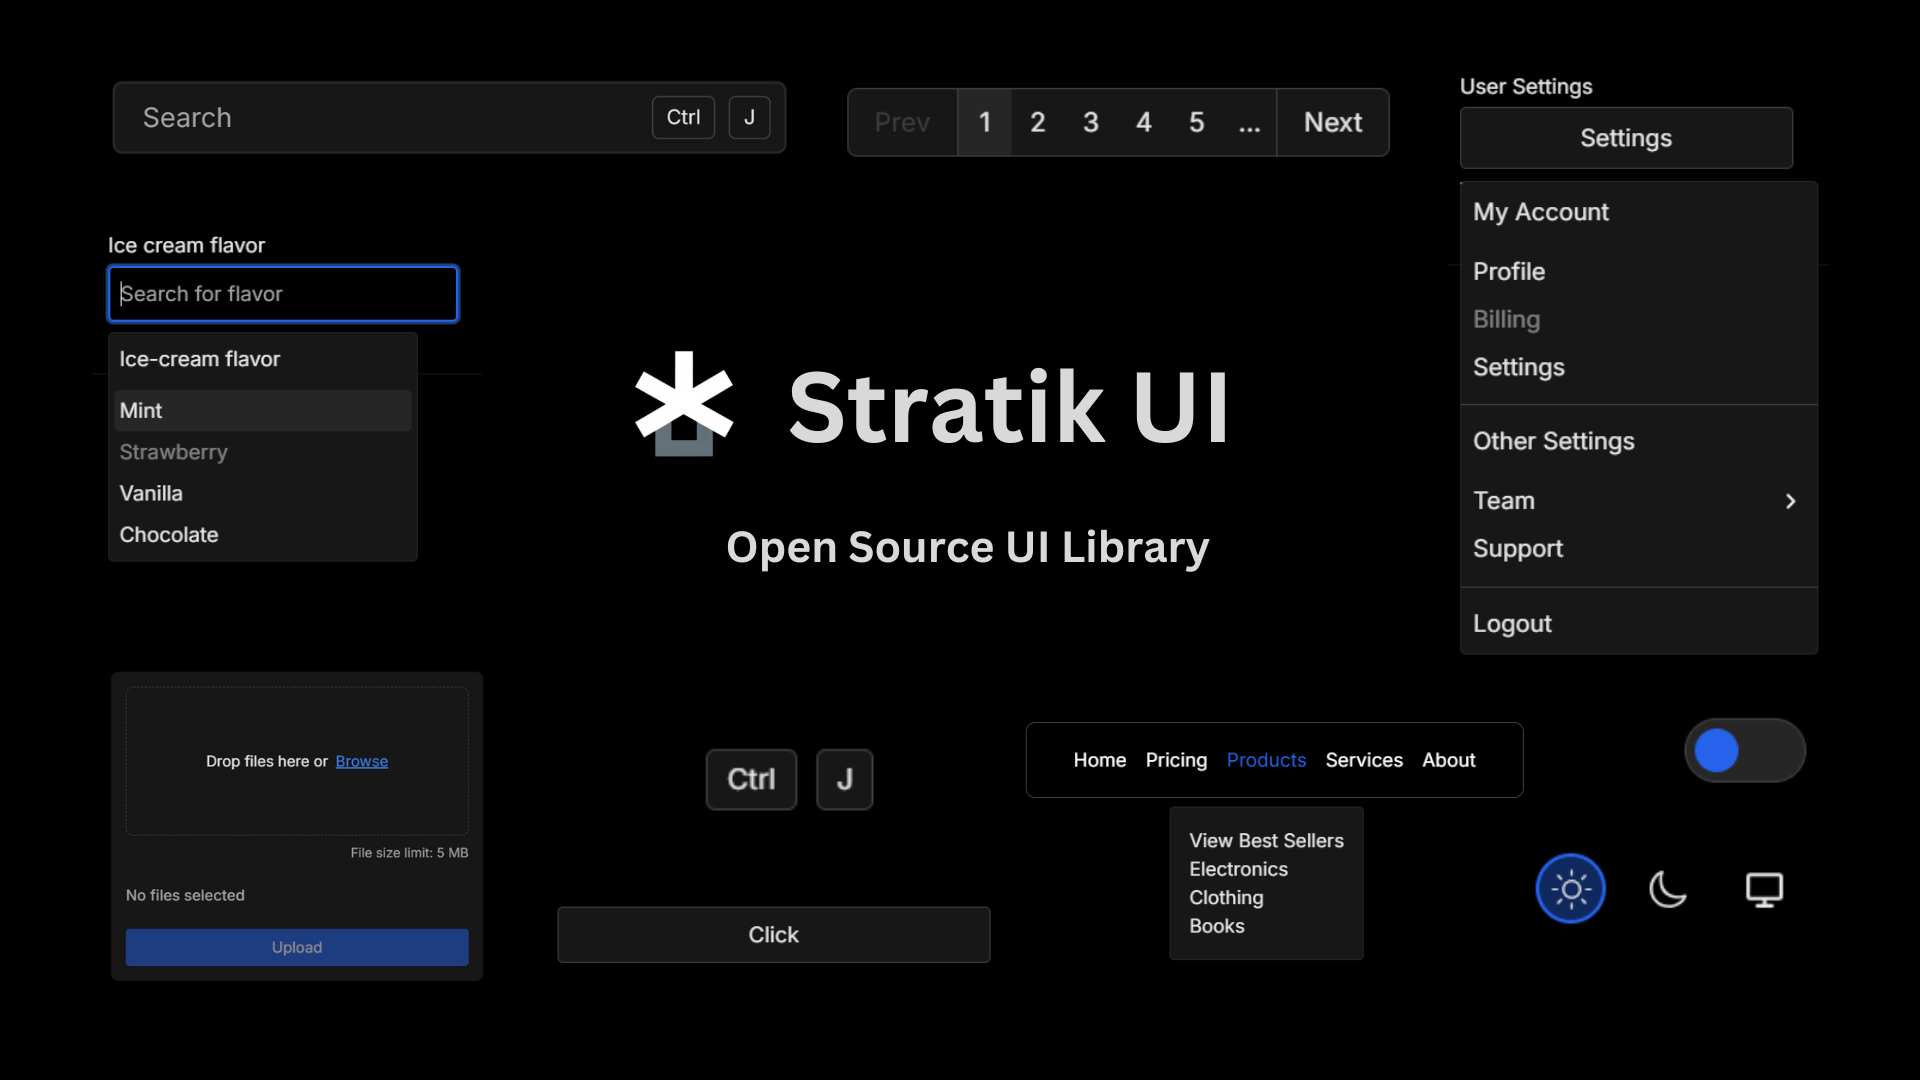 Search Ctrl J
Prev 1 2 3 4 5 ... Next
User Settings
Settings
My Account
Profile
Billing
Settings
Other Settings
Team
Support
Logout
Ice cream flavor
Search for flavor
Ice-cream flavor
Mint
Strawberry
Vanilla
Chocolate
Stratik UI
Open Source UI Library
Drop files here or Browse
File size limit: 5 MB
No files selected
Upload
Ctrl J
Click
Home Pricing Products Services About
View Best Sellers
Electronics
Clothing
Books